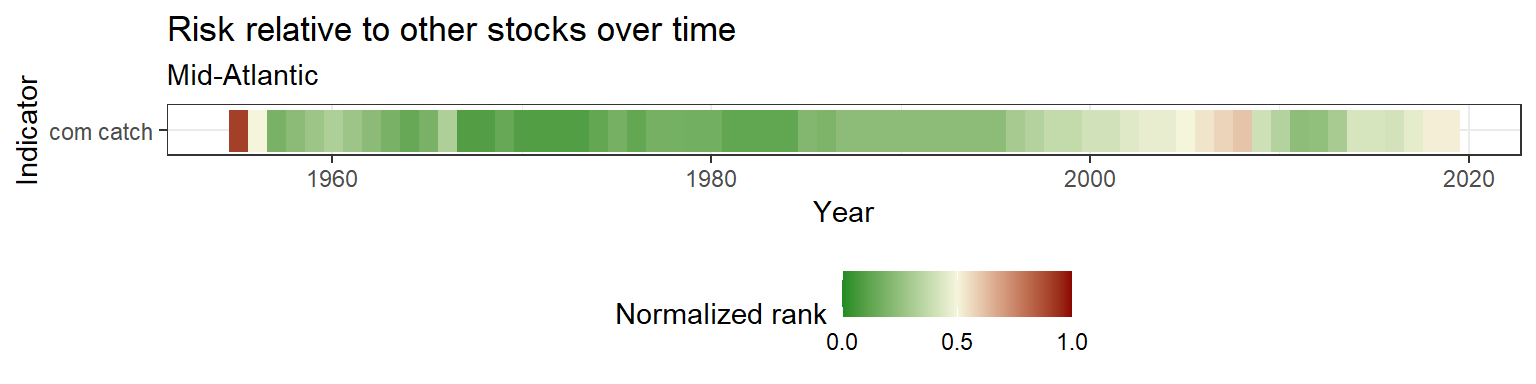 Risk relative to other stocks over time
Mid-Atlantic
Indicator
com catch
1960 1980 2000 2020
Year
Normalized rank
0.0 0.5 1.0